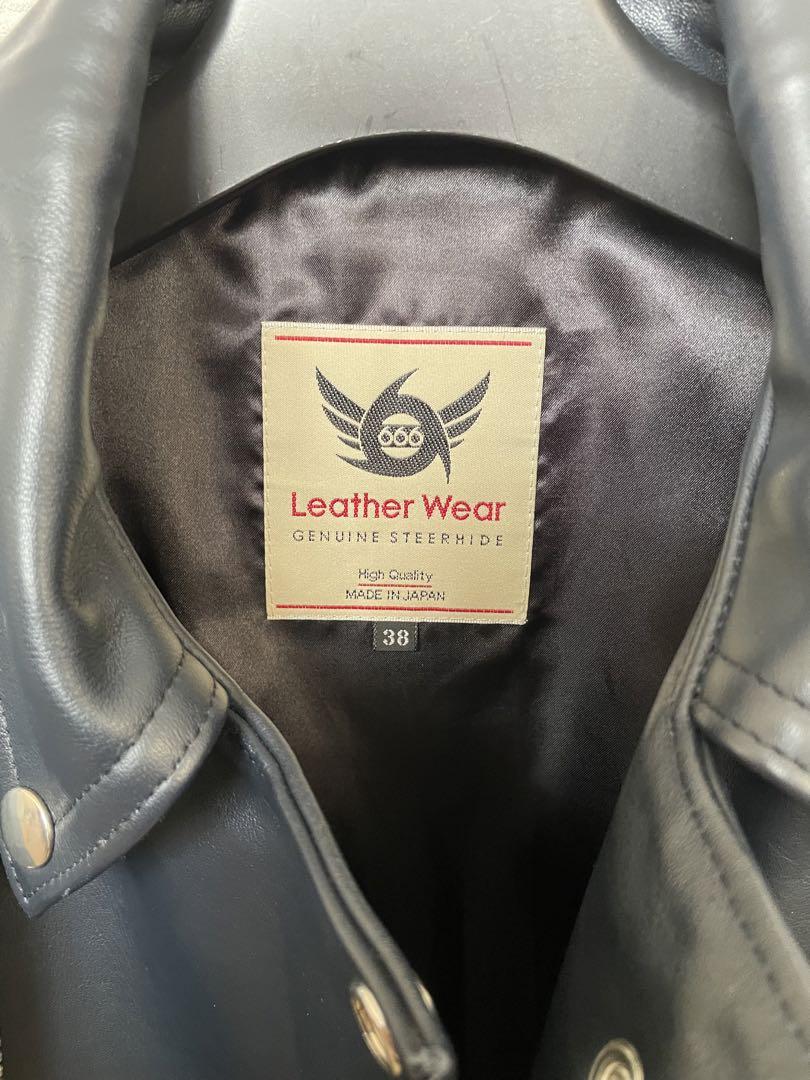 666
Leather Wear
GENUINE STEERHIDE
High Quality
MADE IN JAPAN
38